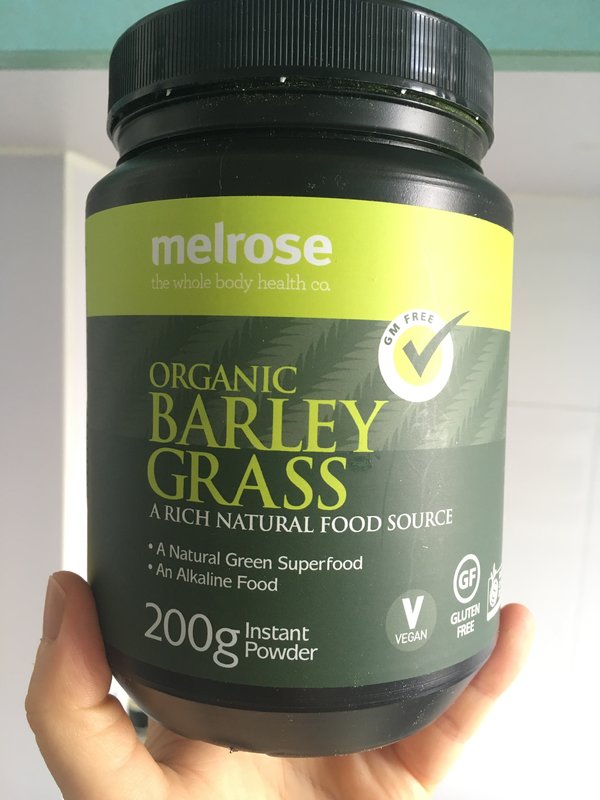 melrose
the whole body health co.
GM FREE
ORGANIC
BARLEY
GRASS
A RICH NATURAL FOOD SOURCE
• A Natural Green Superfood
• An Alkaline Food
200g Instant
Powder
V
VEGAN
GF
GLUTEN
FREE